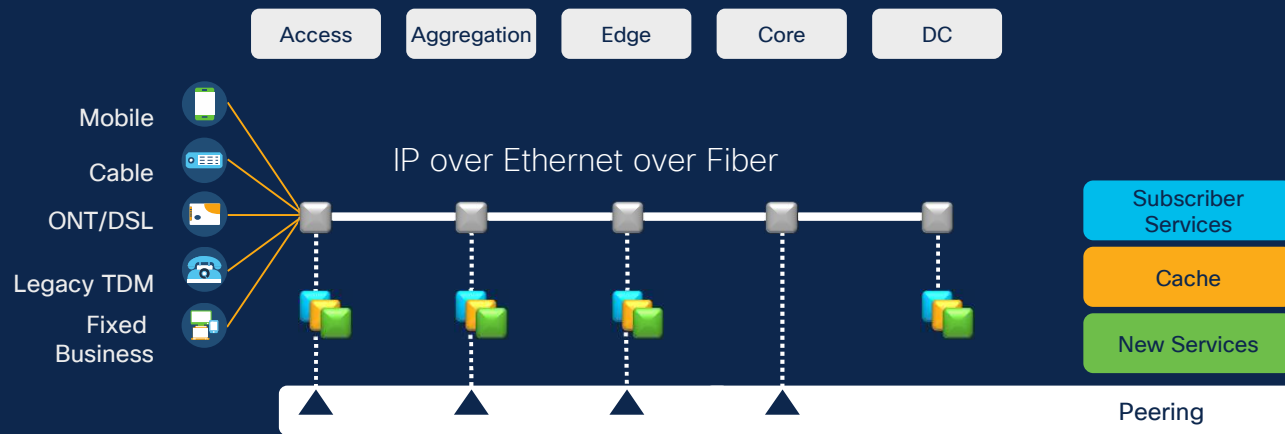 Access
Aggregation
Edge
Core
DC
Mobile
Cable
ONT/DSL
Legacy TDM
Fixed
Business
IP over Ethernet over Fiber
Subscriber
Services
Cache
New Services
Peering